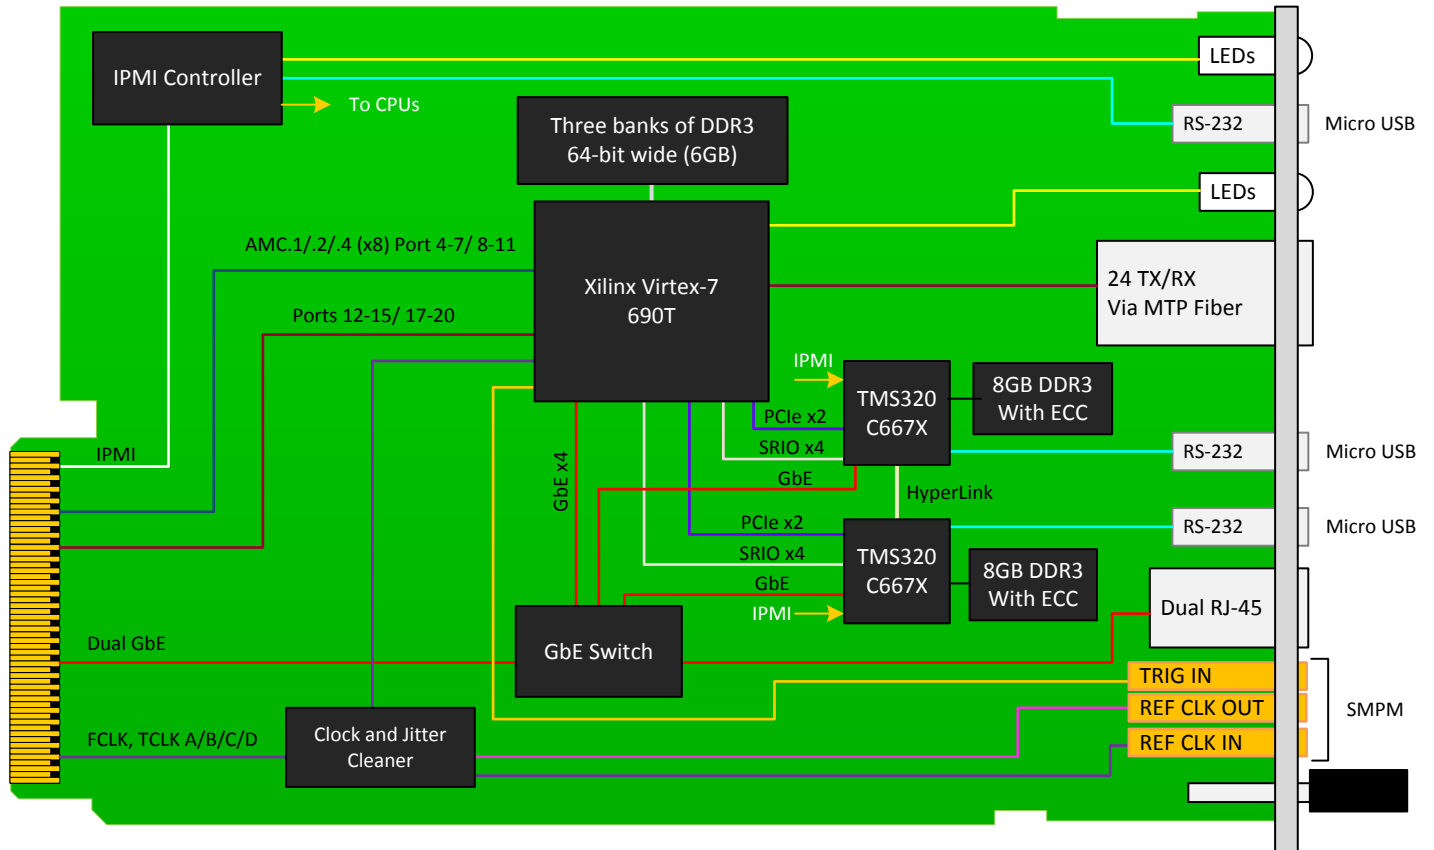 LEDs
IPMI Controller
To CPUs
RS-232
Micro USB
Three banks of DDR3
64-bit wide (6GB)
LEDs
AMC.1/.2/.4 (x8) Port 4-7/ 8-11
Xilinx Virtex-7
690T
24 TX/RX
Via MTP Fiber
Ports 12-15/ 17-20
IPMI
TMS320
C667X
8GB DDR3
With ECC
PCIe x2
SRIO x4
GbE
GbE x4
IPMI
RS-232
Micro USB
HyperLink
PCIe x2
SRIO x4
GbE
IPMI
TMS320
C667X
8GB DDR3
With ECC
RS-232
Micro USB
Dual RJ-45
Dual GbE
GbE Switch
TRIG IN
REF CLK OUT
REF CLK IN
SMPM
FCLK, TCLK A/B/C/D
Clock and Jitter
Cleaner